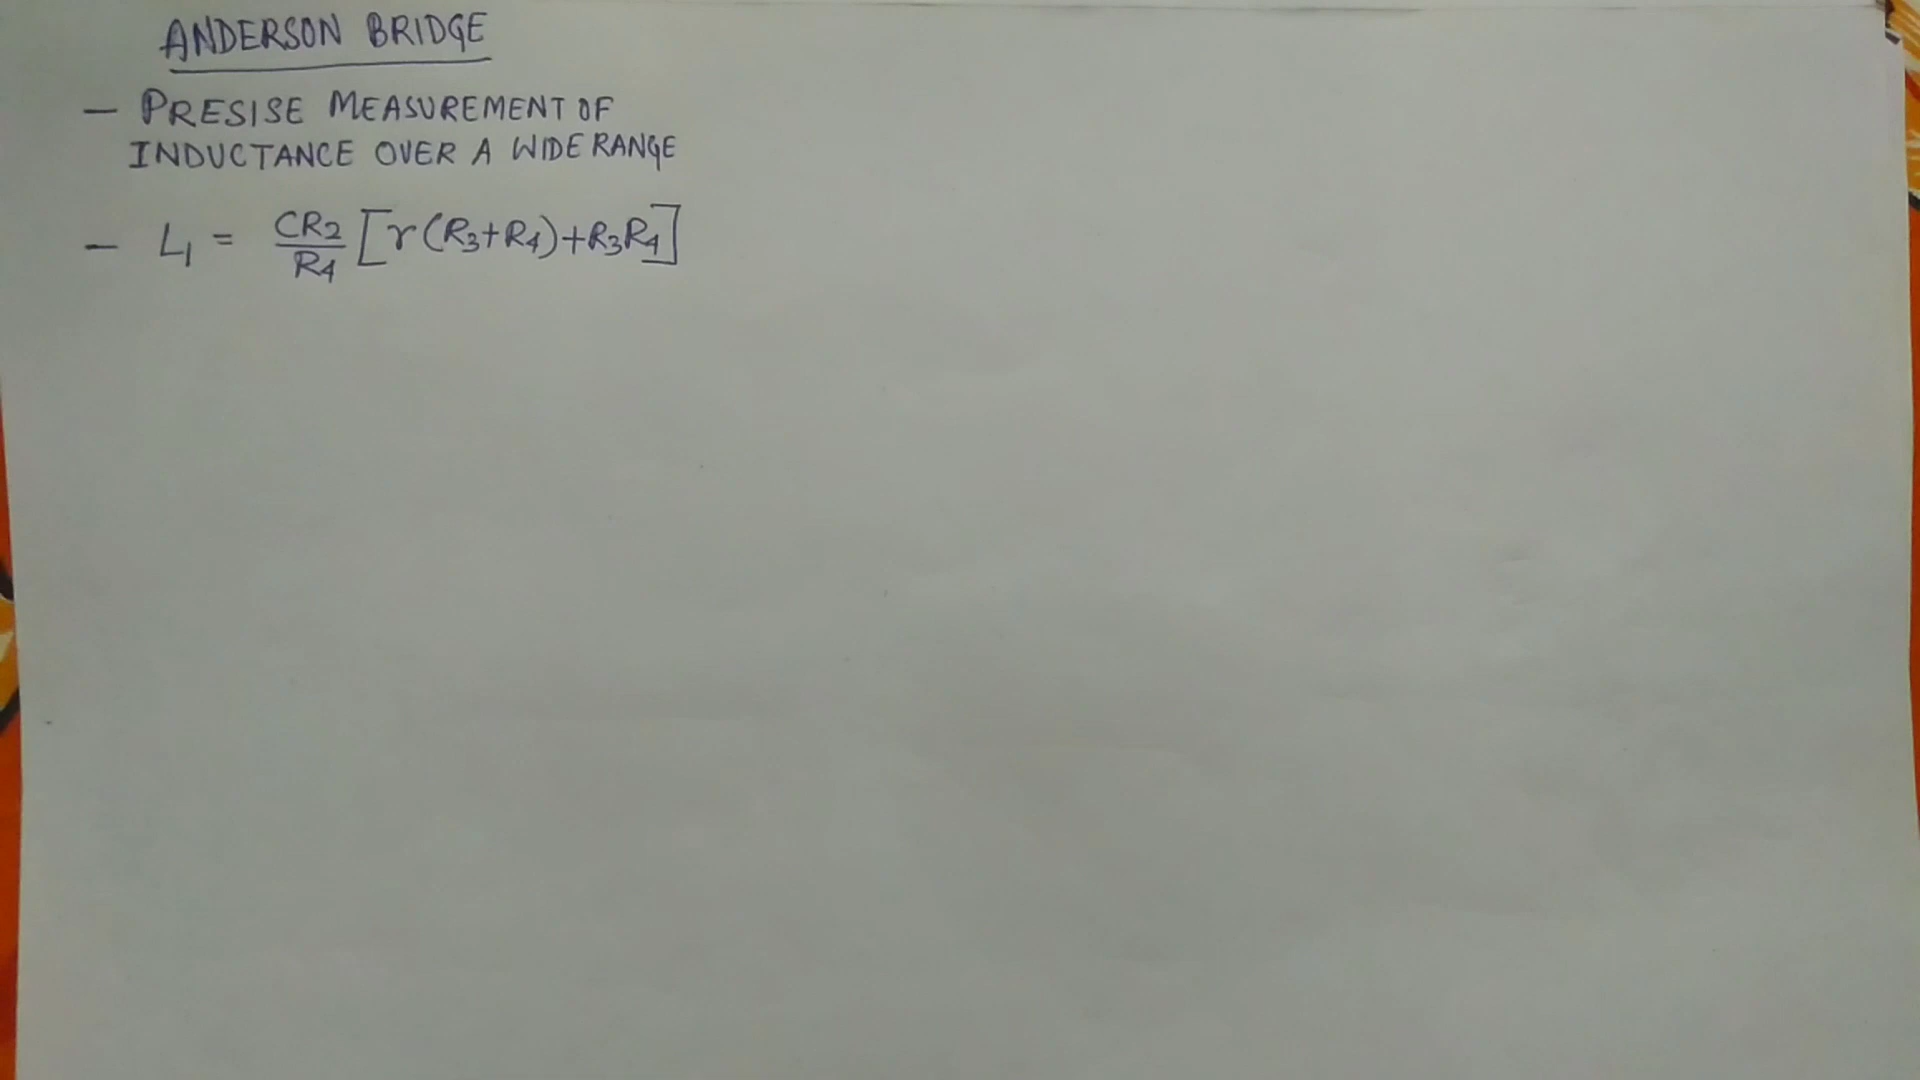 ANDERSON BRIDGE
— PRESISE MEASUREMENT OF
INDUCTANCE OVER A WIDE RANGE
— L₁ = CR₂/R₄ [r(R₃+R₄)+R₃R₄]